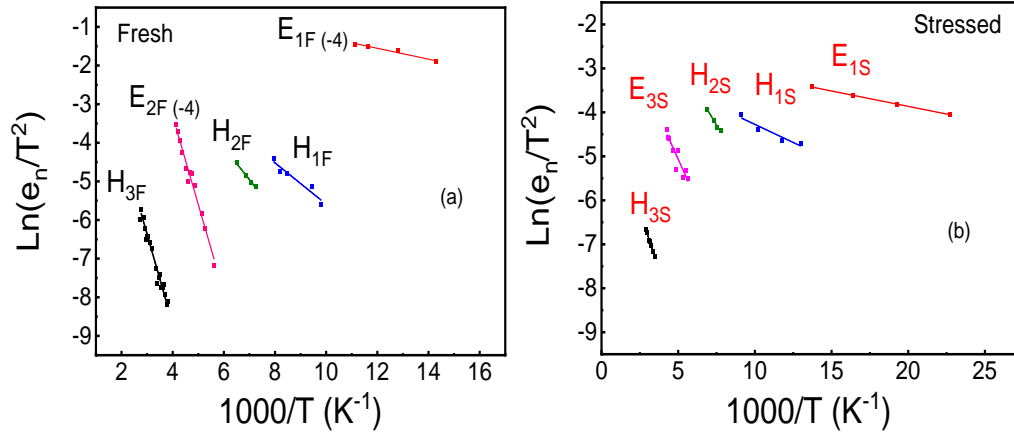 Fresh
E1F (-4)
E2F (-4)
H2F
H1F
H3F
(a)
Ln(en/T2)
-1
-2
-3
-4
-5
-6
-7
-8
-9
2 4 6 8 10 12 14 16
1000/T (K-1)
Stressed
E1S
H2S
H1S
E3S
H3S
(b)
Ln(en/T2)
-2
-3
-4
-5
-6
-7
-8
-9
0 5 10 15 20 25
1000/T (K-1)